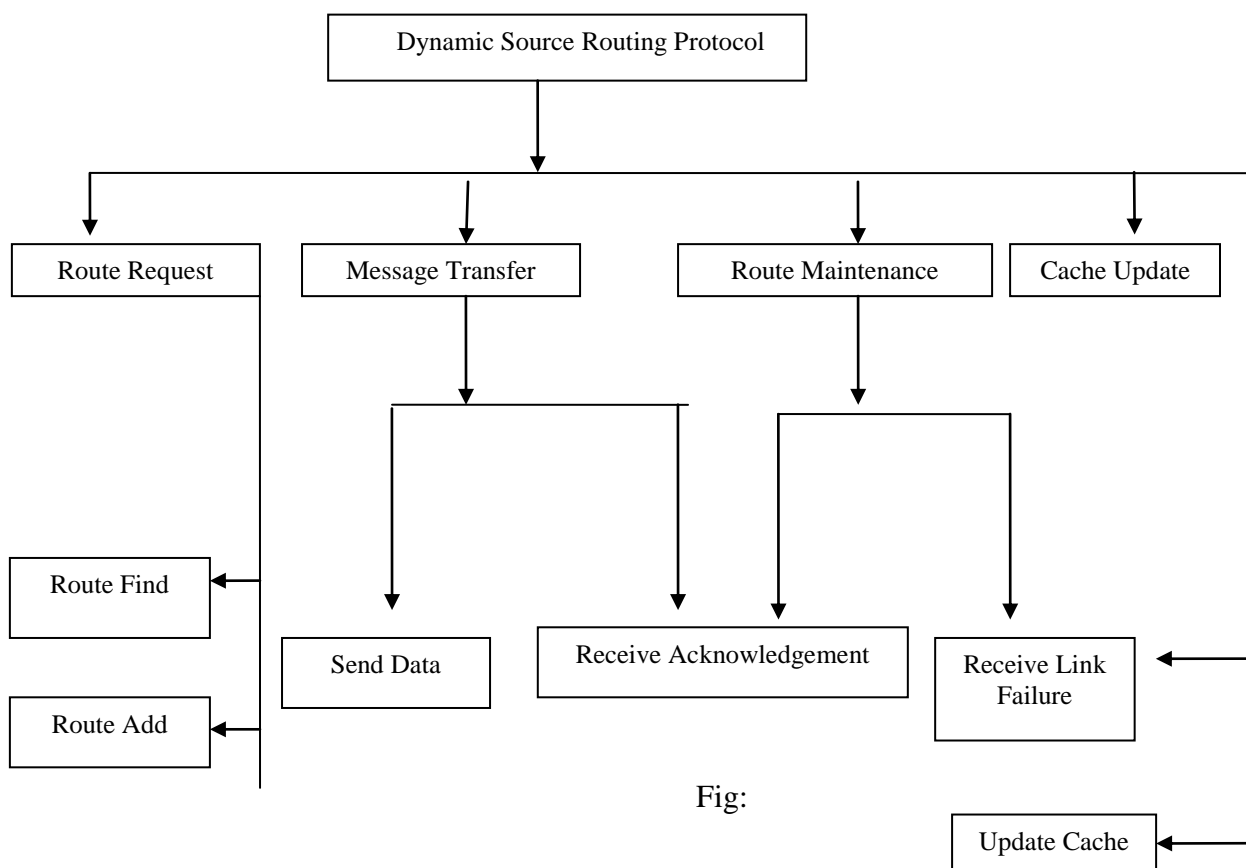 Dynamic Source Routing Protocol
Route Request
Message Transfer
Route Maintenance
Cache Update
Route Find
Send Data
Receive Acknowledgement
Receive Link
Failure
Route Add
Fig:
Update Cache